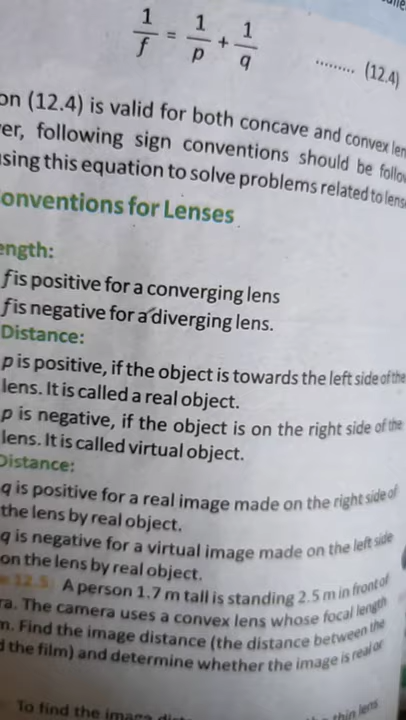 1/f = 1/p + 1/q ......... (12.4)
on (12.4) is valid for both concave and convex len
er, following sign conventions should be follow
using this equation to solve problems related to lens
onventions for Lenses
ength:
f is positive for a converging lens
f is negative for a diverging lens.
Distance:
p is positive, if the object is towards the left side of the
lens. It is called a real object.
p is negative, if the object is on the right side of the
lens. It is called virtual object.
Distance:
q is positive for a real image made on the right side of
the lens by real object.
q is negative for a virtual image made on the left side
on the lens by real object.
12.5 A person 1.7 m tall is standing 2.5 m in front of
ra. The camera uses a convex lens whose focal length
m. Find the image distance (the distance between the
d the film) and determine whether the image is real or
To find the image thin lens